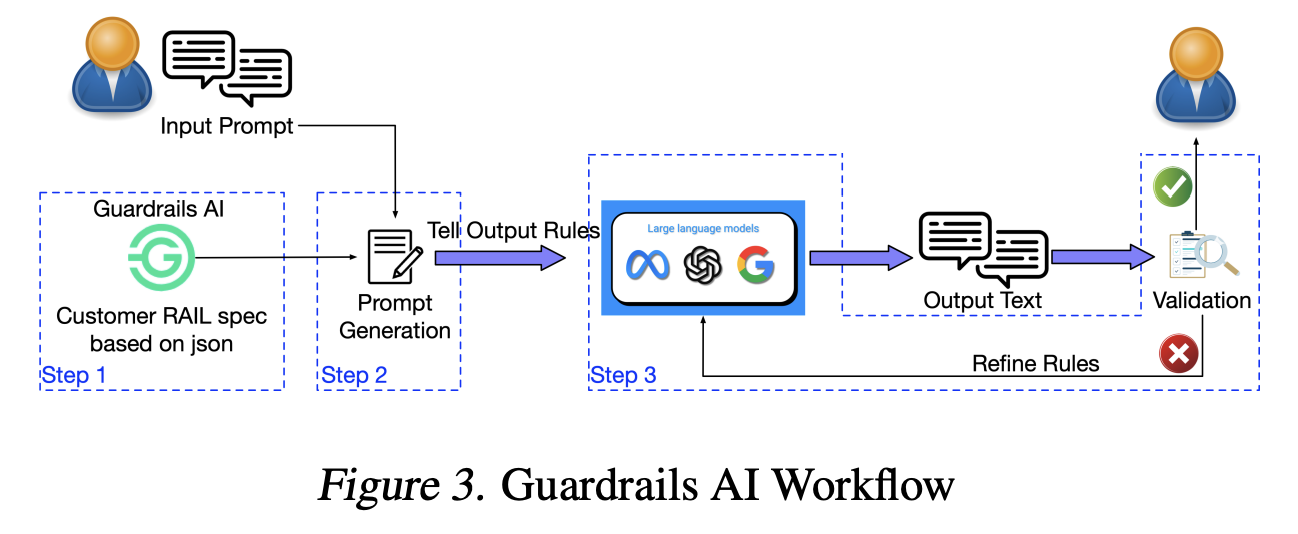 Input Prompt
Guardrails AI
Customer RAIL spec
based on json
Step 1
Prompt
Generation
Step 2
Tell Output Rules
Large language models
Output Text
Validation
Refine Rules
Step 3
Figure 3. Guardrails AI Workflow